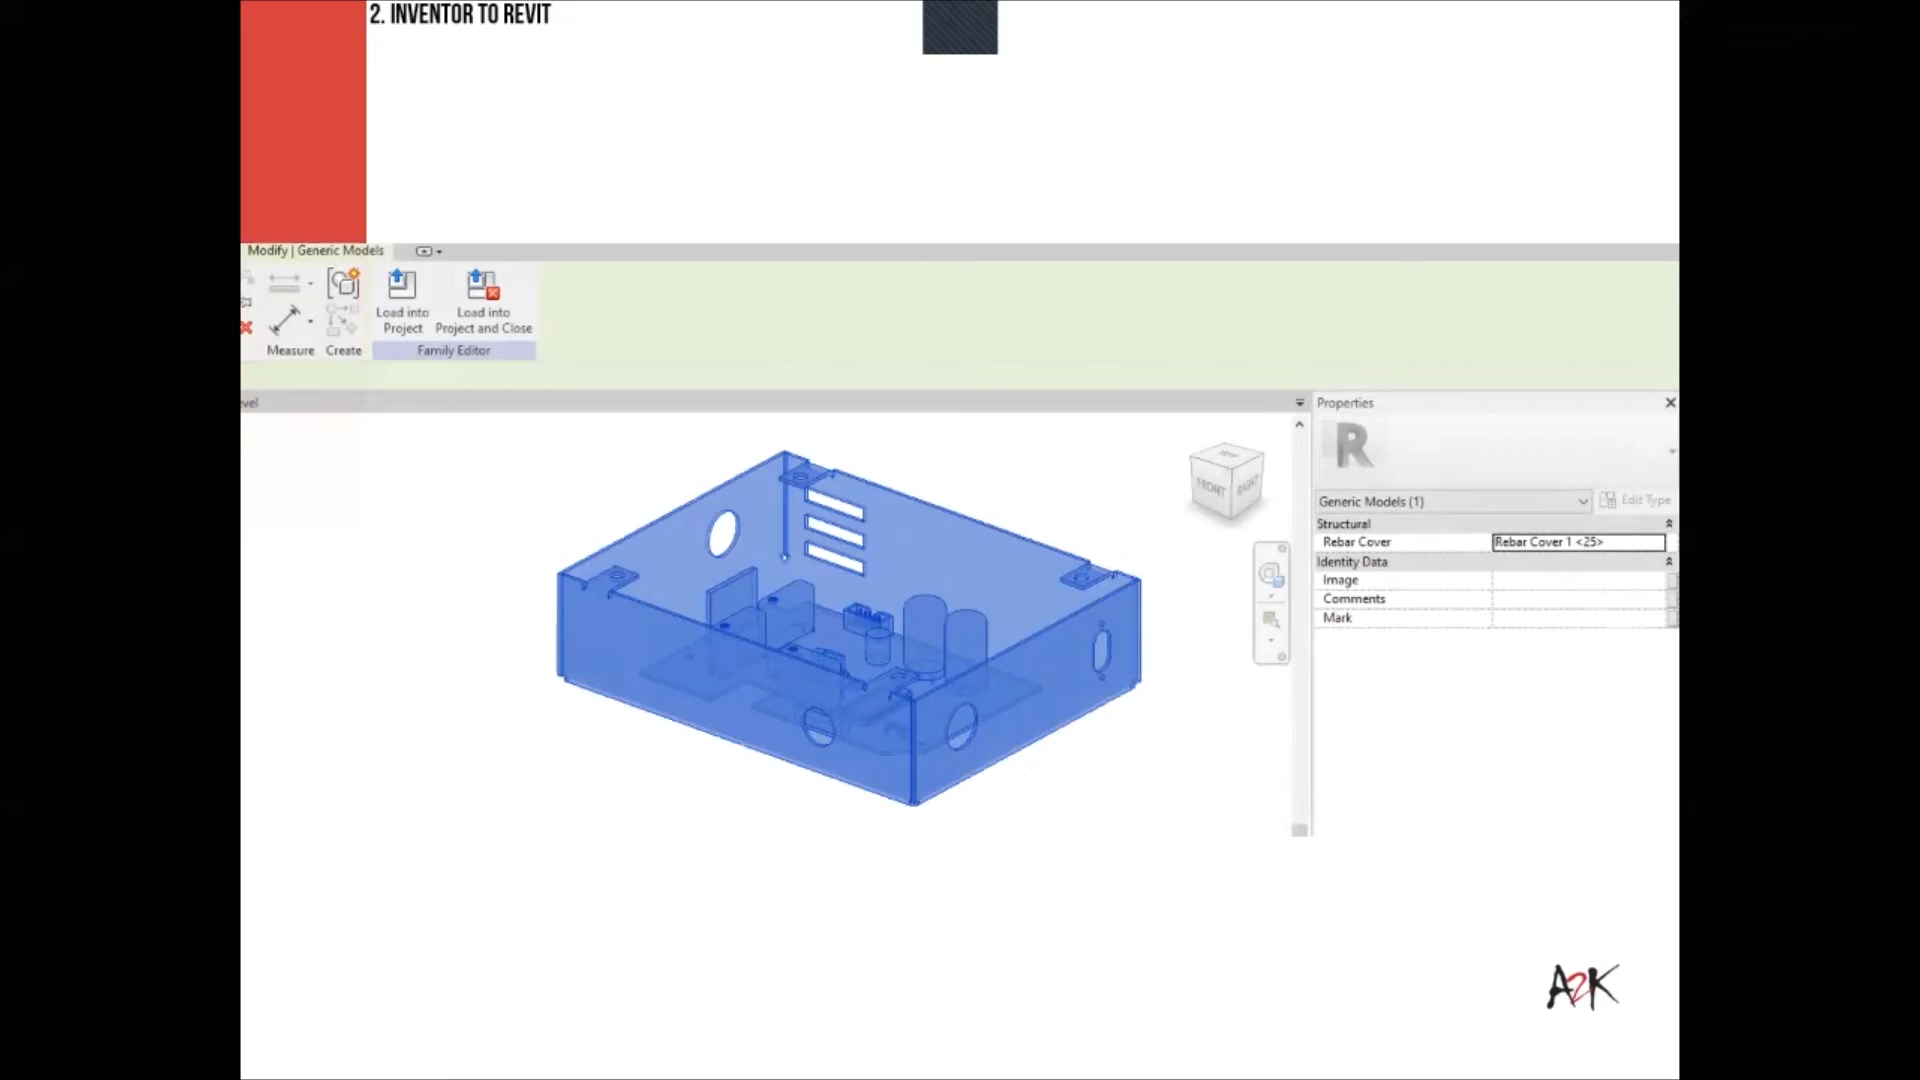 2. INVENTOR TO REVIT
Modify | Generic Models
Load into
Project
Load into
Project and Close
Measure
Create
Family Editor
evel
Properties
R
Generic Models (1)
Edit Type
Structural
Rebar Cover
Rebar Cover 1 <25>
Identity Data
Image
Comments
Mark
TOP
FRONT
RIGHT
A2K